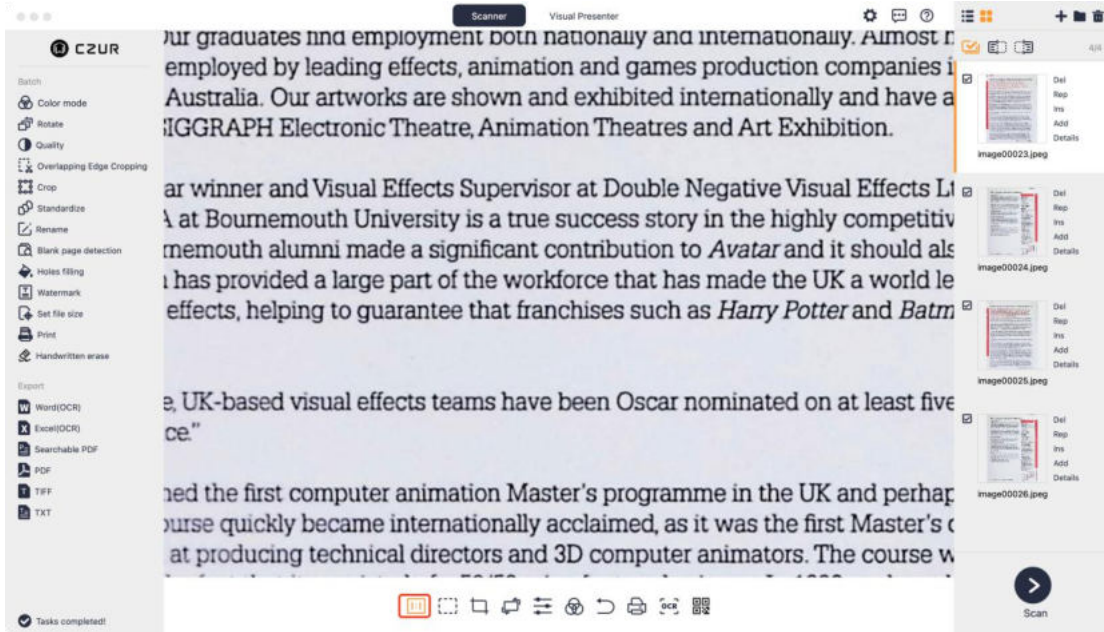 Scanner
Visual Presenter
CZUR
Batch
Color mode
Rotate
Quality
Overlapping Edge Cropping
Crop
Standardize
Rename
Blank page detection
Holes filling
Watermark
Set file size
Print
Handwritten erase
Export
Word(OCR)
Excel(OCR)
Searchable PDF
PDF
TIFF
TXT
Tasks completed!
ur graduates find employment both nationally and internationally. Almost
employed by leading effects, animation and games production companies i
Australia. Our artworks are shown and exhibited internationally and have a
IGGRAPH Electronic Theatre, Animation Theatres and Art Exhibition.
ar winner and Visual Effects Supervisor at Double Negative Visual Effects Lt
A at Bournemouth University is a true success story in the highly competitiv
rnemouth alumni made a significant contribution to Avatar and it should als
has provided a large part of the workforce that has made the UK a world le
effects, helping to guarantee that franchises such as Harry Potter and Batm
e, UK-based visual effects teams have been Oscar nominated on at least five
ce."
ned the first computer animation Master's programme in the UK and perhap
ourse quickly became internationally acclaimed, as it was the first Master's
at producing technical directors and 3D computer animators. The course w
1:1
OCR
4/4
Del
Rep
Ins
Add
Details
image00023.jpeg
Del
Rep
Ins
Add
Details
image00024.jpeg
Del
Rep
Ins
Add
Details
image00025.jpeg
Del
Rep
Ins
Add
Details
image00026.jpeg
Scan